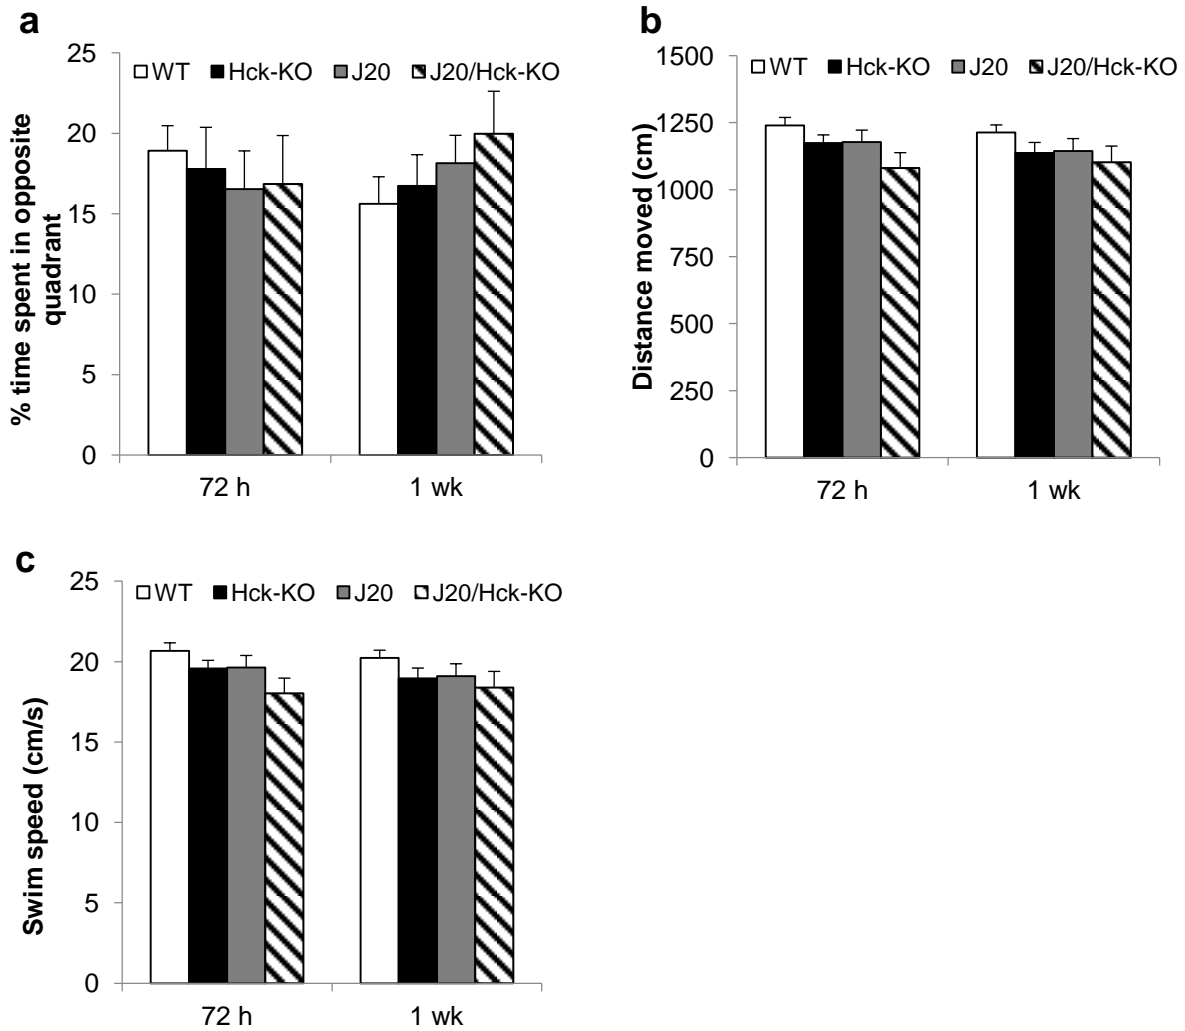 a
25
20
15
10
5
0
% time spent in opposite
quadrant
WT Hck-KO J20 J20/Hck-KO
72 h 1 wk
b
1500
1250
1000
750
500
250
0
Distance moved (cm)
WT Hck-KO J20 J20/Hck-KO
72 h 1 wk
c
25
20
15
10
5
0
Swim speed (cm/s)
WT Hck-KO J20 J20/Hck-KO
72 h 1 wk